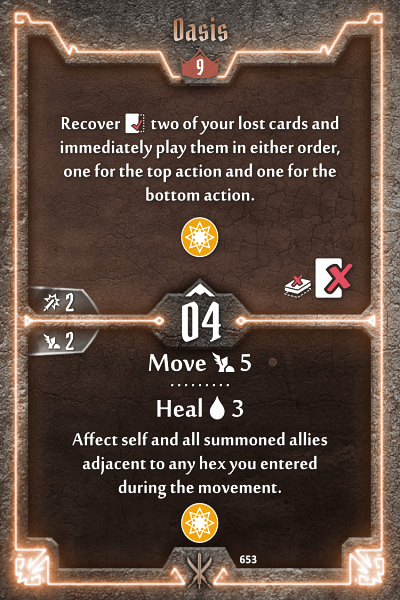 Oasis
9
Recover two of your lost cards and
immediately play them in either order,
one for the top action and one for the
bottom action.
2
04
2
Move 5
Heal 3
Affect self and all summoned allies
adjacent to any hex you entered
during the movement.
653